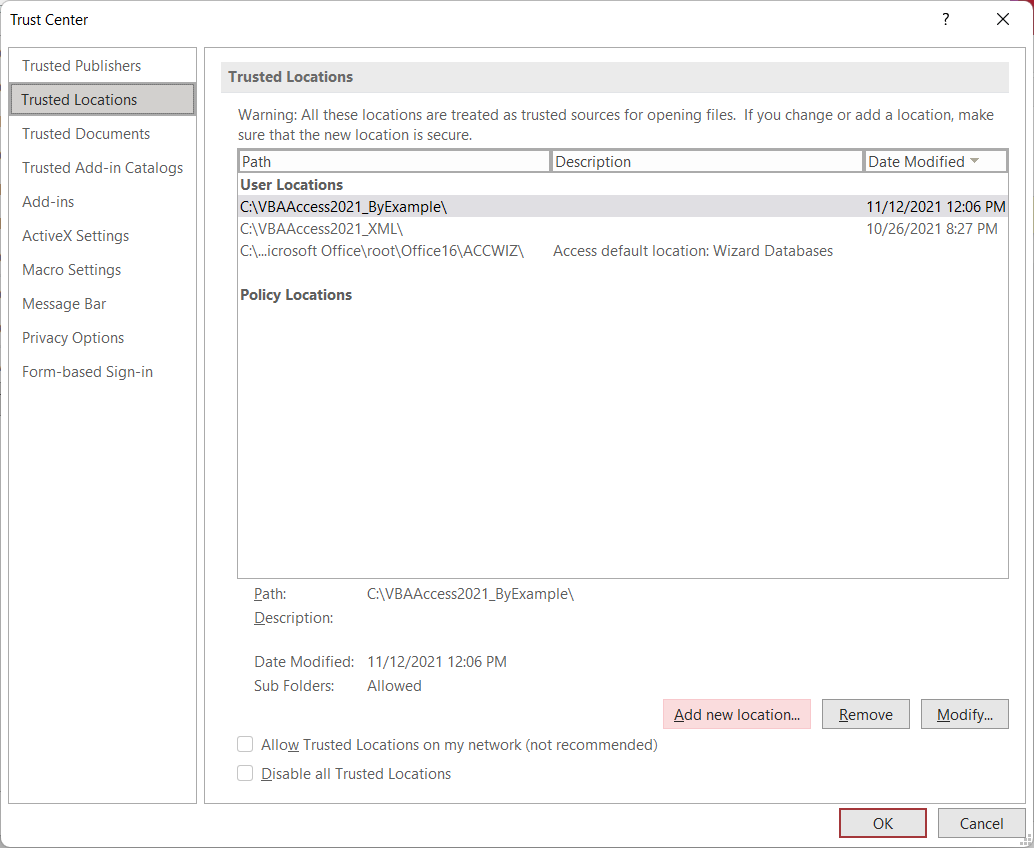 Trust Center
?
Trusted Publishers
Trusted Locations
Trusted Documents
Trusted Add-in Catalogs
Add-ins
ActiveX Settings
Macro Settings
Message Bar
Privacy Options
Form-based Sign-in
Trusted Locations
Warning: All these locations are treated as trusted sources for opening files.  If you change or add a location, make
sure that the new location is secure.
Path Description Date Modified
User Locations
C:\VBAAccess2021_ByExample\ 11/12/2021 12:06 PM
C:\VBAAccess2021_XML\ 10/26/2021 8:27 PM
C:\...icrosoft Office\root\Office16\ACCWIZ\ Access default location: Wizard Databases
Policy Locations
Path: C:\VBAAccess2021_ByExample\
Description:
Date Modified: 11/12/2021 12:06 PM
Sub Folders: Allowed
Add new location... Remove Modify...
Allow Trusted Locations on my network (not recommended)
Disable all Trusted Locations
OK Cancel